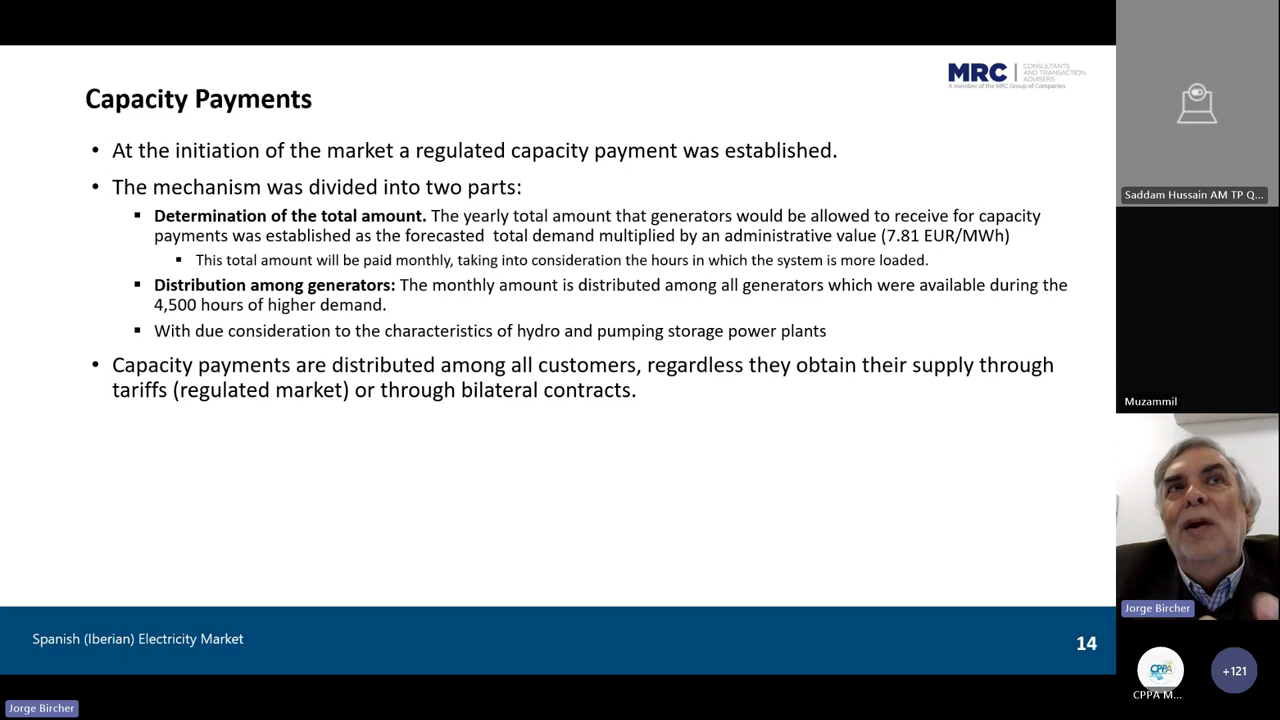 MRC
CONSULTANTS
AND TRANSACTION
ADVISERS
A member of the MRC Group of Companies
Capacity Payments
• At the initiation of the market a regulated capacity payment was established.
• The mechanism was divided into two parts:
▪ Determination of the total amount. The yearly total amount that generators would be allowed to receive for capacity
payments was established as the forecasted total demand multiplied by an administrative value (7.81 EUR/MWh)
▪ This total amount will be paid monthly, taking into consideration the hours in which the system is more loaded.
▪ Distribution among generators: The monthly amount is distributed among all generators which were available during the
4,500 hours of higher demand.
▪ With due consideration to the characteristics of hydro and pumping storage power plants
• Capacity payments are distributed among all customers, regardless they obtain their supply through
tariffs (regulated market) or through bilateral contracts.
Spanish (Iberian) Electricity Market
14
Jorge Bircher
Saddam Hussain AM TP Q...
Muzammil
Jorge Bircher
CPPA
CPPA M...
+121